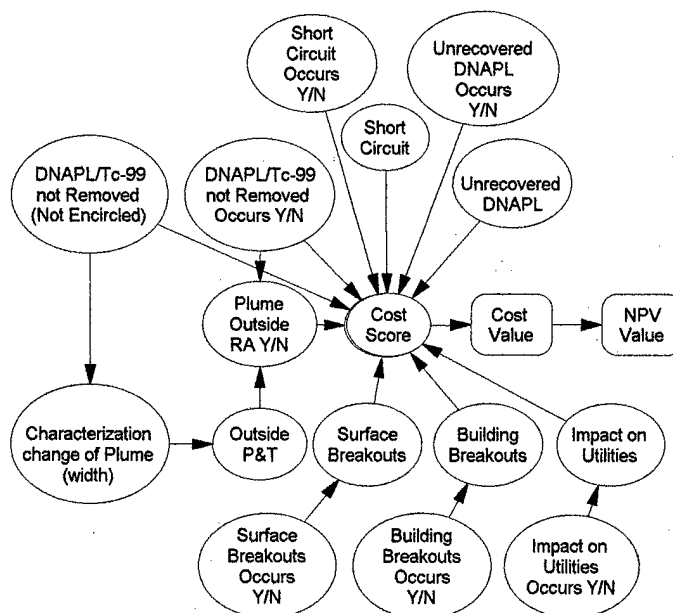 Short
Circuit
Occurs
Y/N
Unrecovered
DNAPL
Occurs
Y/N
Short
Circuit
DNAPL/Tc-99
not Removed
(Not Encircled)
DNAPL/Tc-99
not Removed
Occurs Y/N
Unrecovered
DNAPL
Plume
Outside
RA Y/N
Cost
Score
Cost
Value
NPV
Value
Characterization
change of Plume
(width)
Outside
P&T
Surface
Breakouts
Building
Breakouts
Impact on
Utilities
Surface
Breakouts
Occurs
Y/N
Building
Breakouts
Occurs
Y/N
Impact on
Utilities
Occurs Y/N